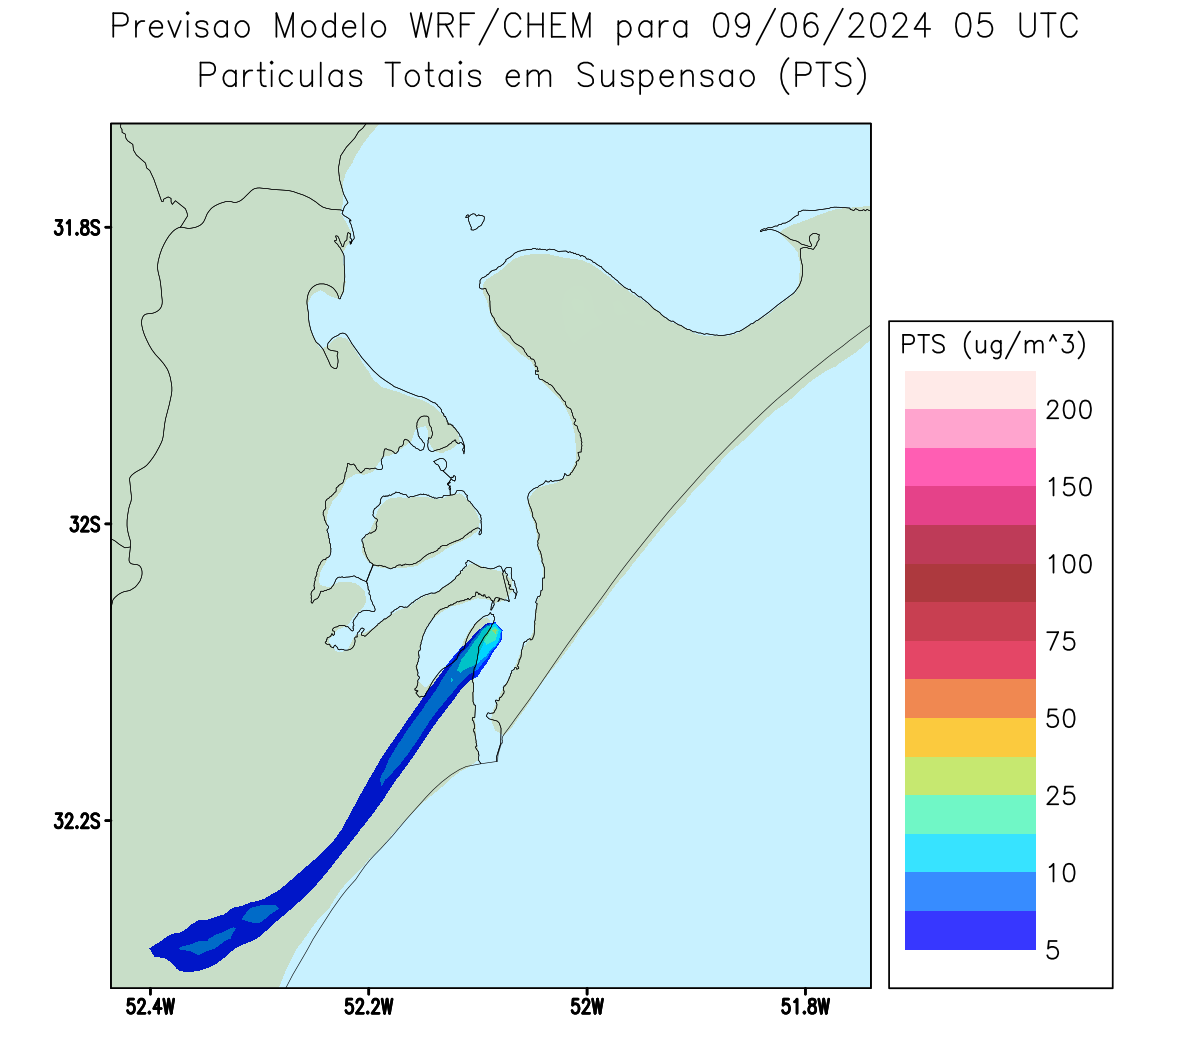 Previsao Modelo WRF/CHEM para 09/06/2024 05 UTC
Particulas Totais em Suspensao (PTS)
31.8S
32S
32.2S
52.4W
52.2W
52W
51.8W
PTS (ug/m^3)
200
150
100
75
50
25
10
5